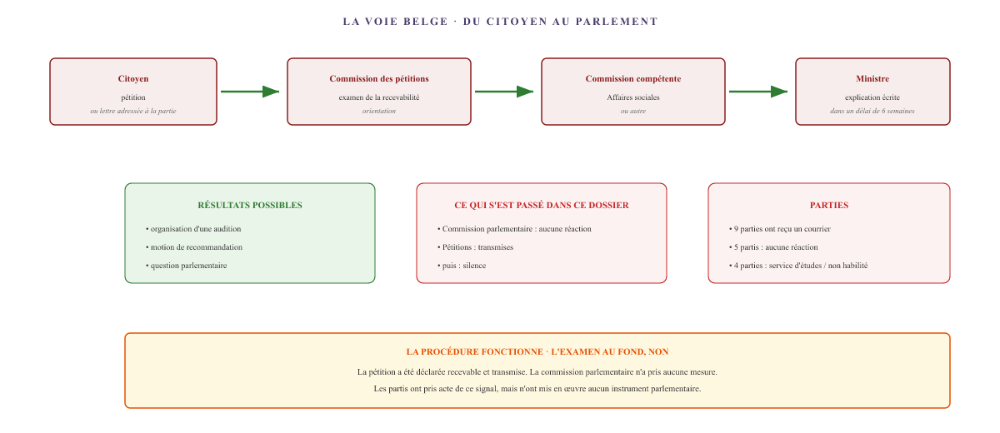 LA VOIE BELGE · DU CITOYEN AU PARLEMENT
Citoyen
pétition
ou lettre adressée à la partie
Commission des pétitions
examen de la recevabilité
orientation
Commission compétente
Affaires sociales
ou autre
Ministre
explication écrite
dans un délai de 6 semaines
RÉSULTATS POSSIBLES
• organisation d'une audition
• motion de recommandation
• question parlementaire
CE QUI S'EST PASSÉ DANS CE DOSSIER
• Commission parlementaire : aucune réaction
• Pétitions : transmises
• puis : silence
PARTIES
• 9 parties ont reçu un courrier
• 5 partis : aucune réaction
• 4 parties : service d'études / non habilité
LA PROCÉDURE FONCTIONNE · L'EXAMEN AU FOND, NON
La pétition a été déclarée recevable et transmise. La commission parlementaire n'a pris aucune mesure.
Les partis ont pris acte de ce signal, mais n'ont mis en œuvre aucun instrument parlementaire.